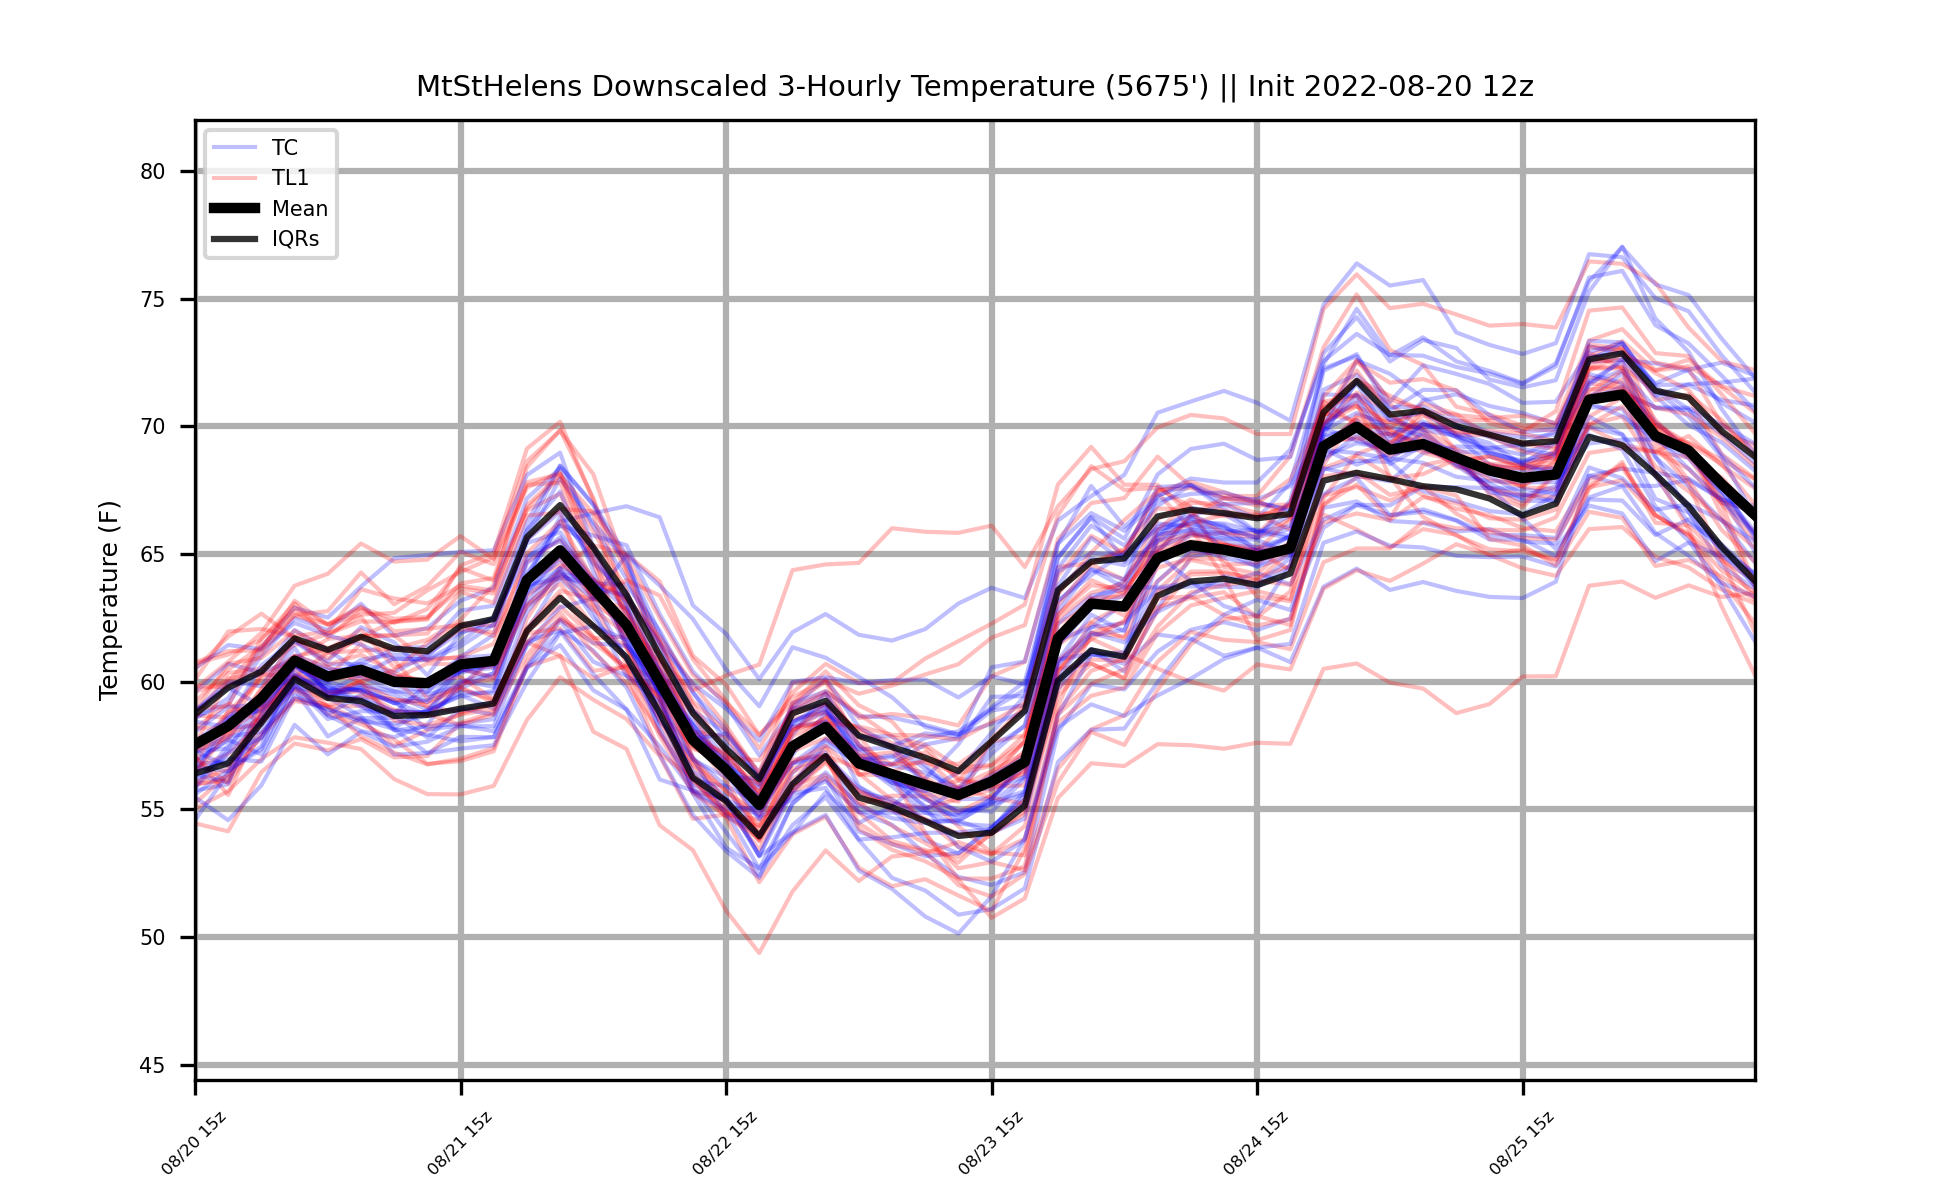 MtStHelens Downscaled 3-Hourly Temperature (5675') || Init 2022-08-20 12z
TC
TL1
Mean
IQRs
Temperature (F)
80
75
70
65
60
55
50
45
08/20 15z
08/21 15z
08/22 15z
08/23 15z
08/24 15z
08/25 15z